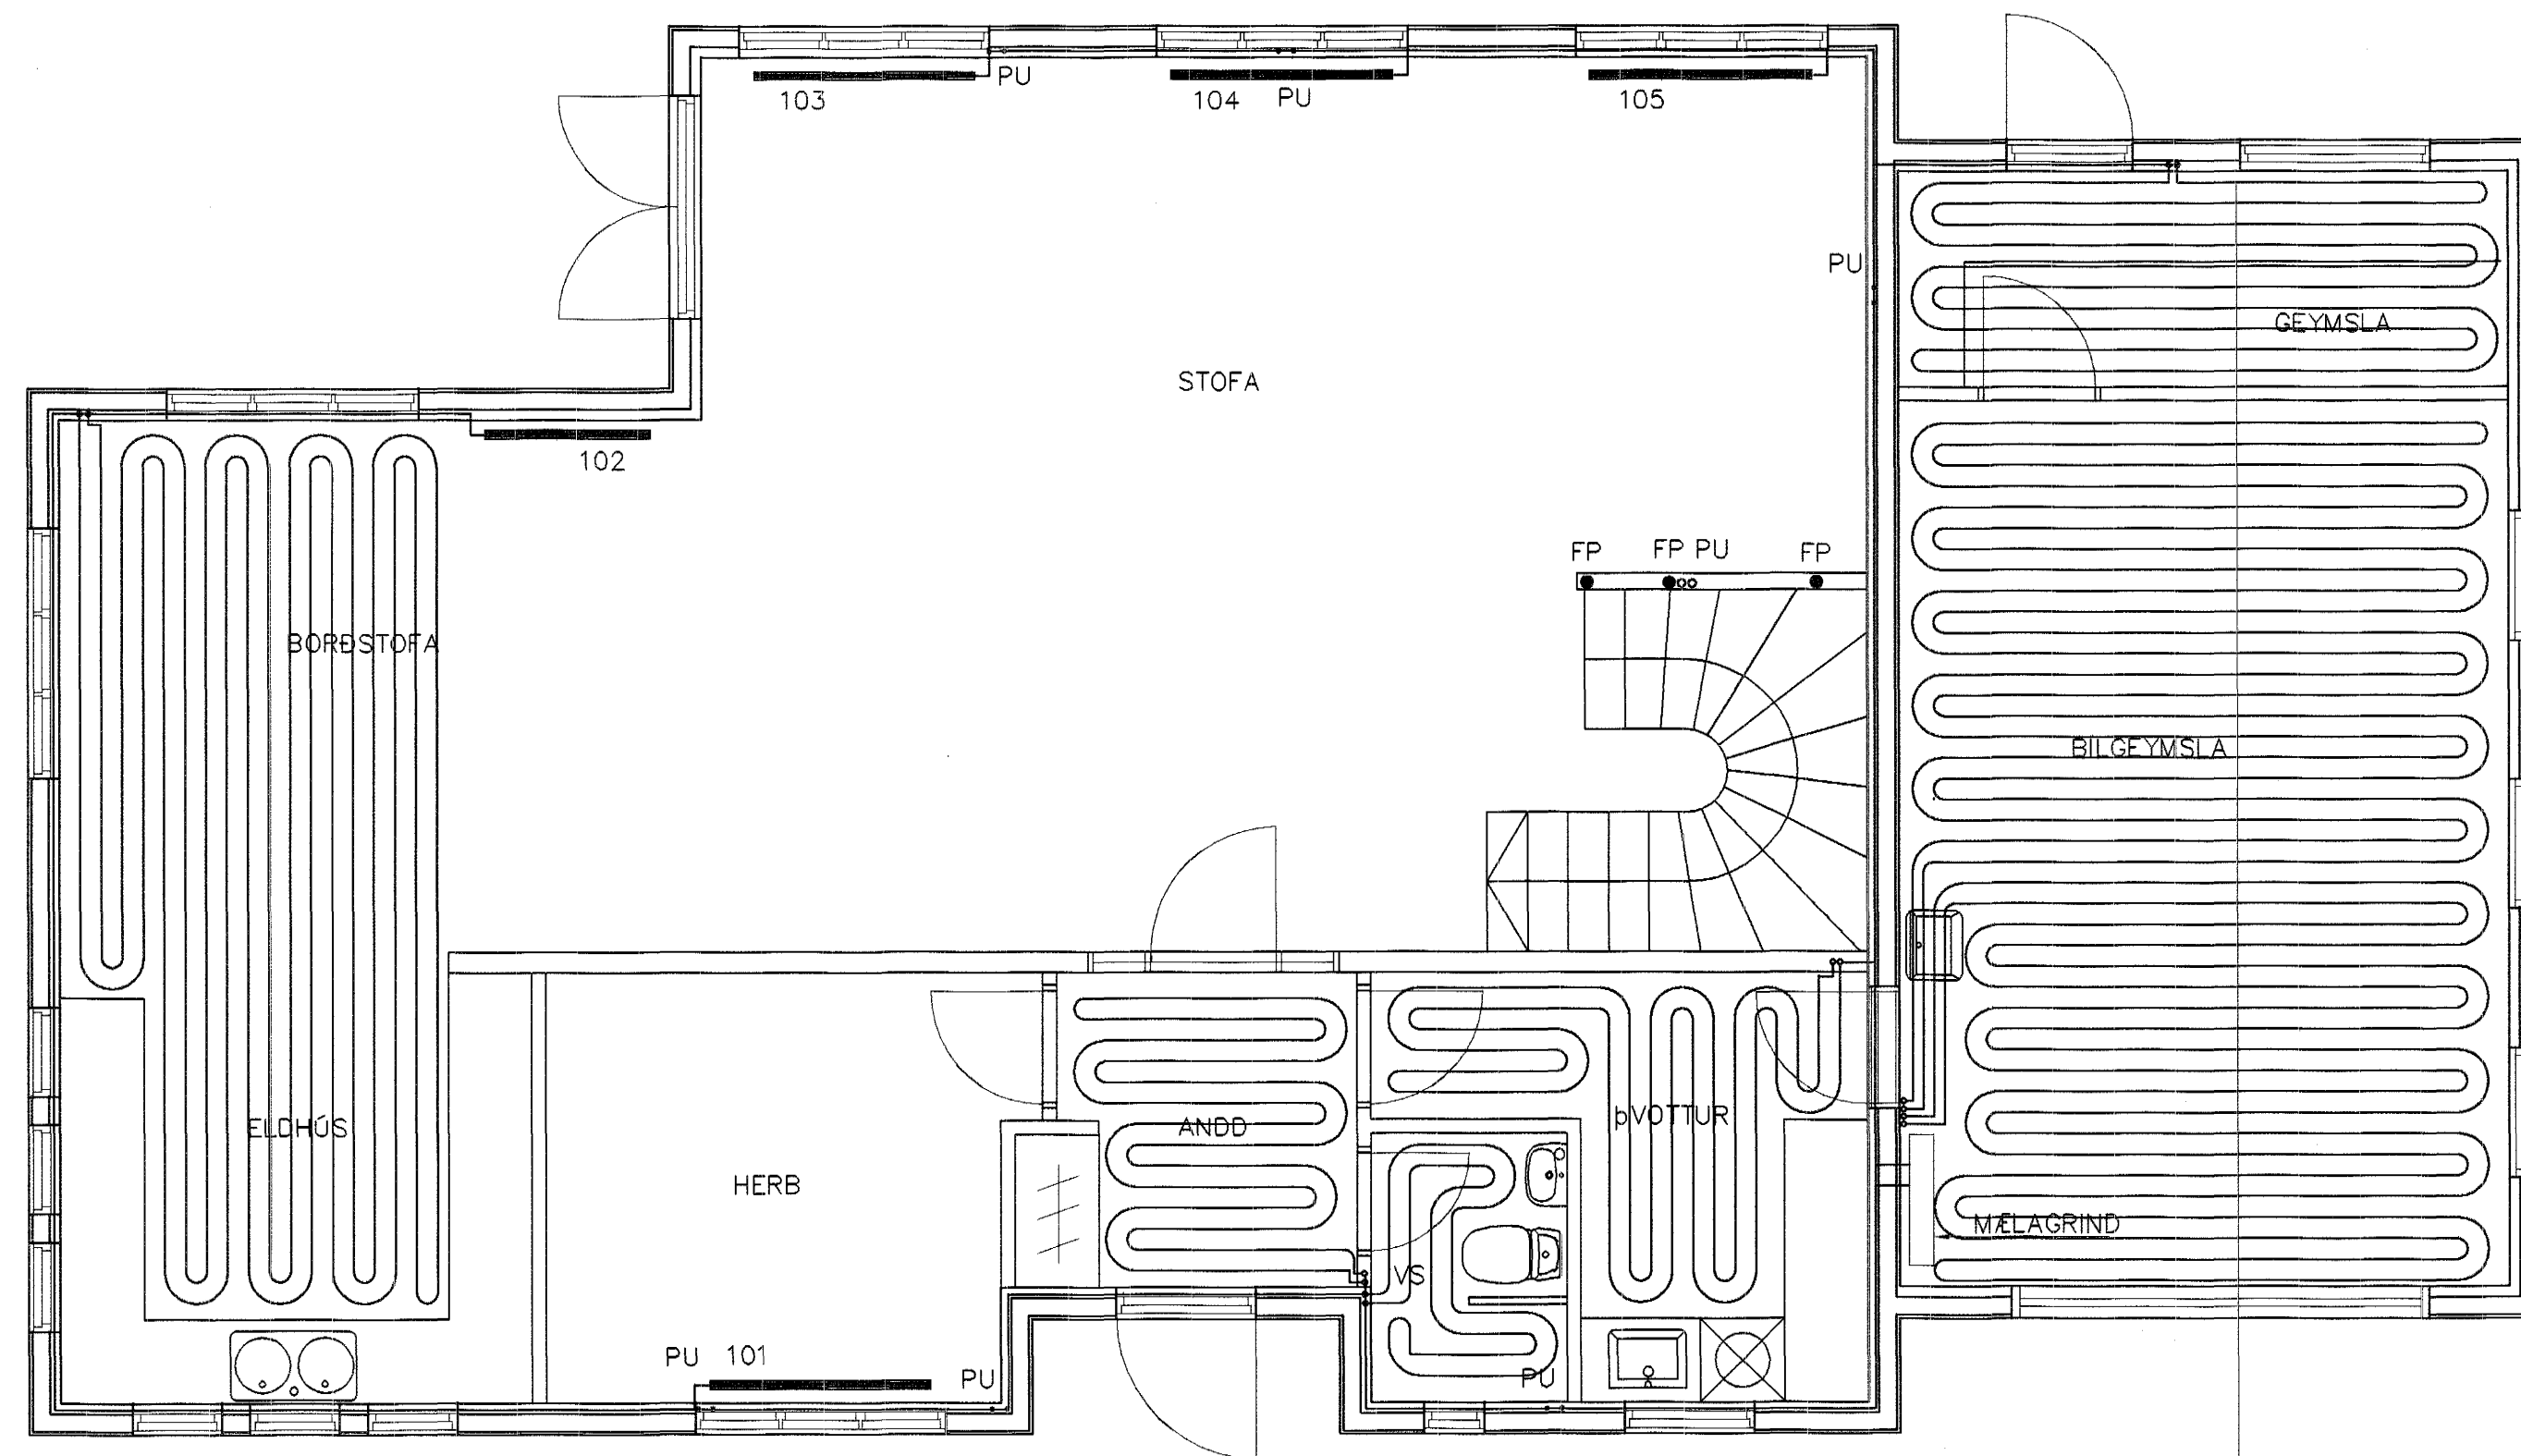 PU
103
104
PU
105
PU
GEYMSLA
STOFA
102
FP
FP PU
FP
BORÐSTOFA
BÍLGEYMSLA
ELDHÚS
ANDD
ÞVOTTUR
HERB
MÆLAGRIND
VS
PU 101
PU
PU